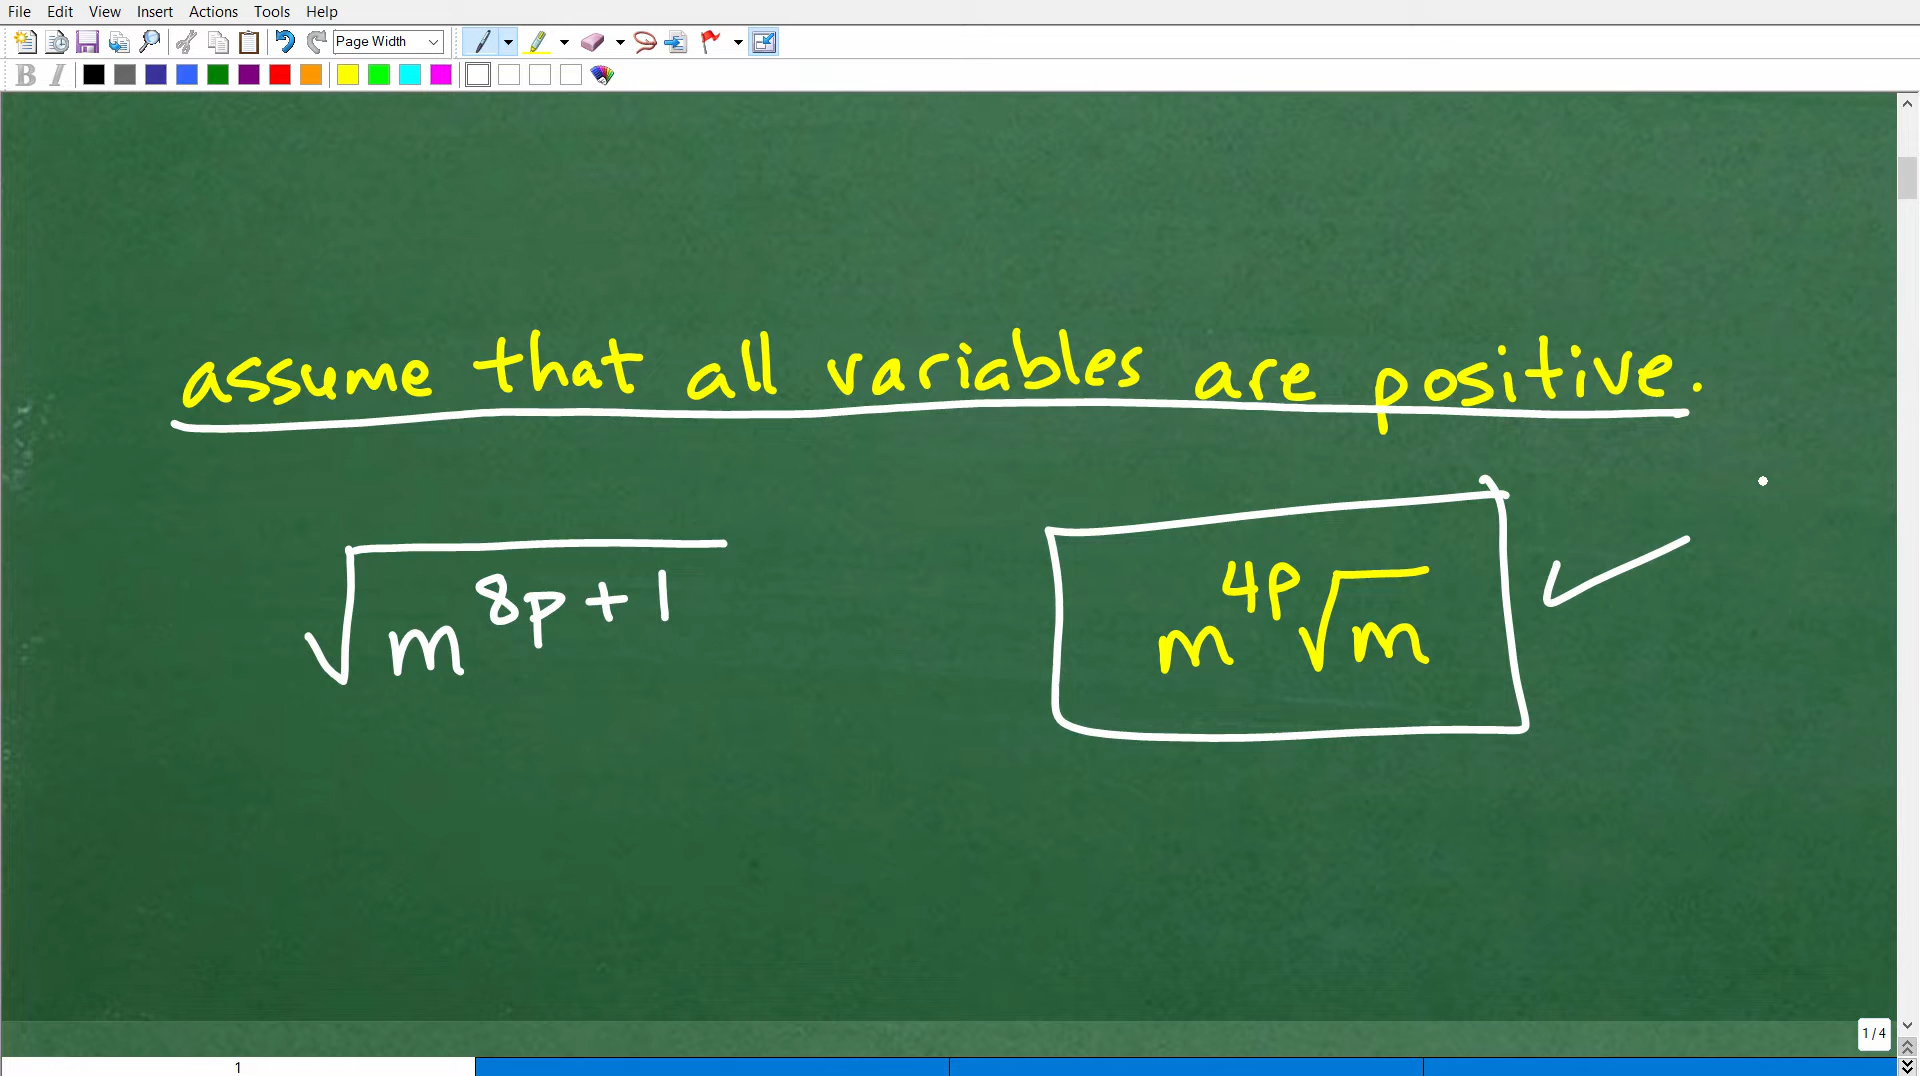 File Edit View Insert Actions Tools Help
Page Width
B I
assume that all variables are positive.
√m^(8p+1) m^(4p)√m
1 / 4
1